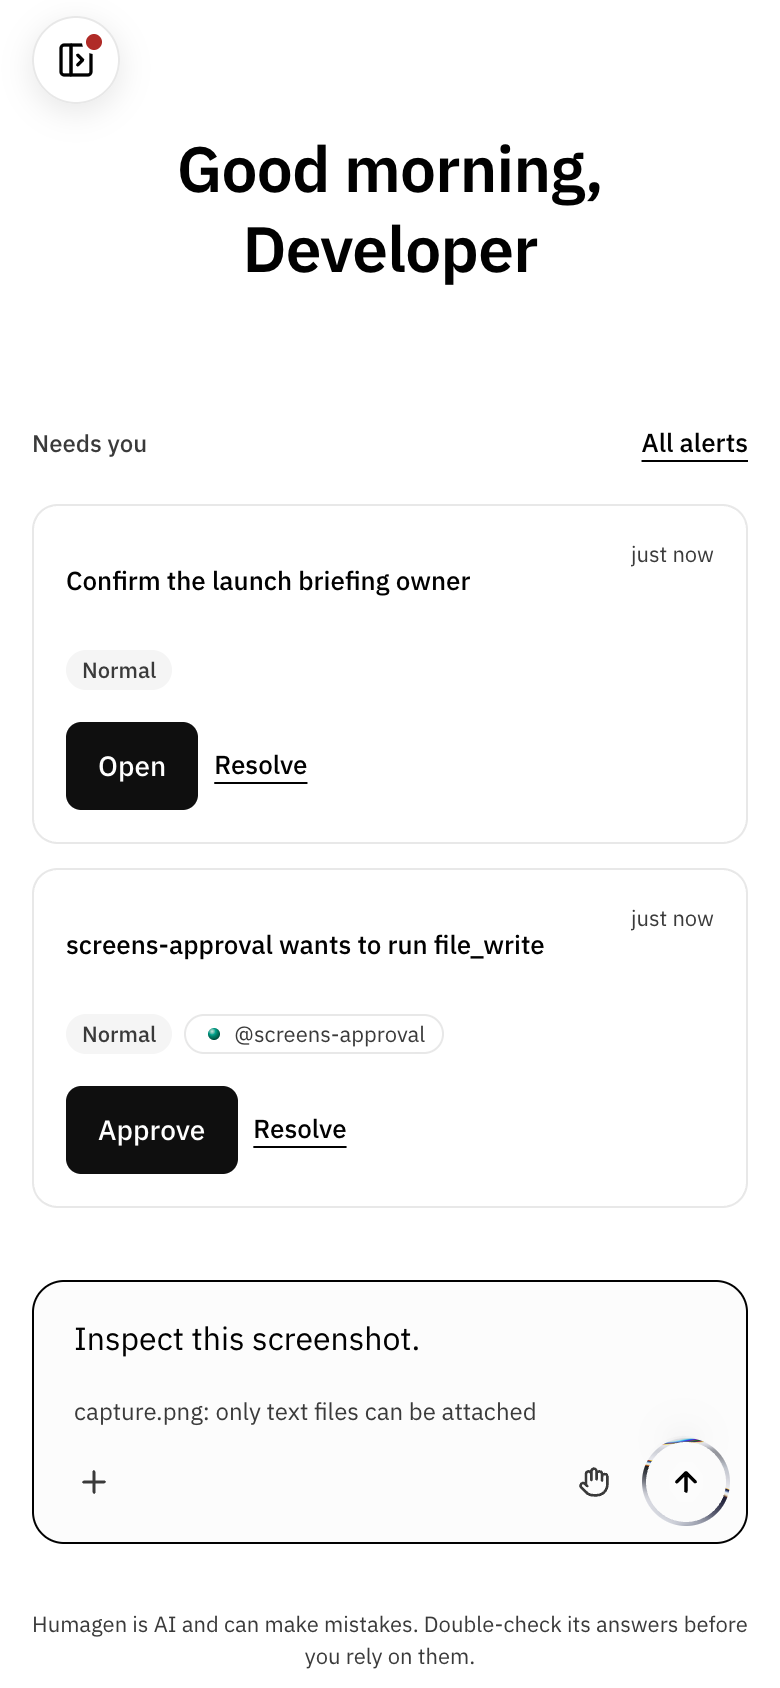 Good morning,
Developer
Needs you
All alerts
just now
Confirm the launch briefing owner
Normal
Open
Resolve
just now
screens-approval wants to run file_write
Normal
@screens-approval
Approve
Resolve
Inspect this screenshot.
capture.png: only text files can be attached
Humagen is AI and can make mistakes. Double-check its answers before
you rely on them.